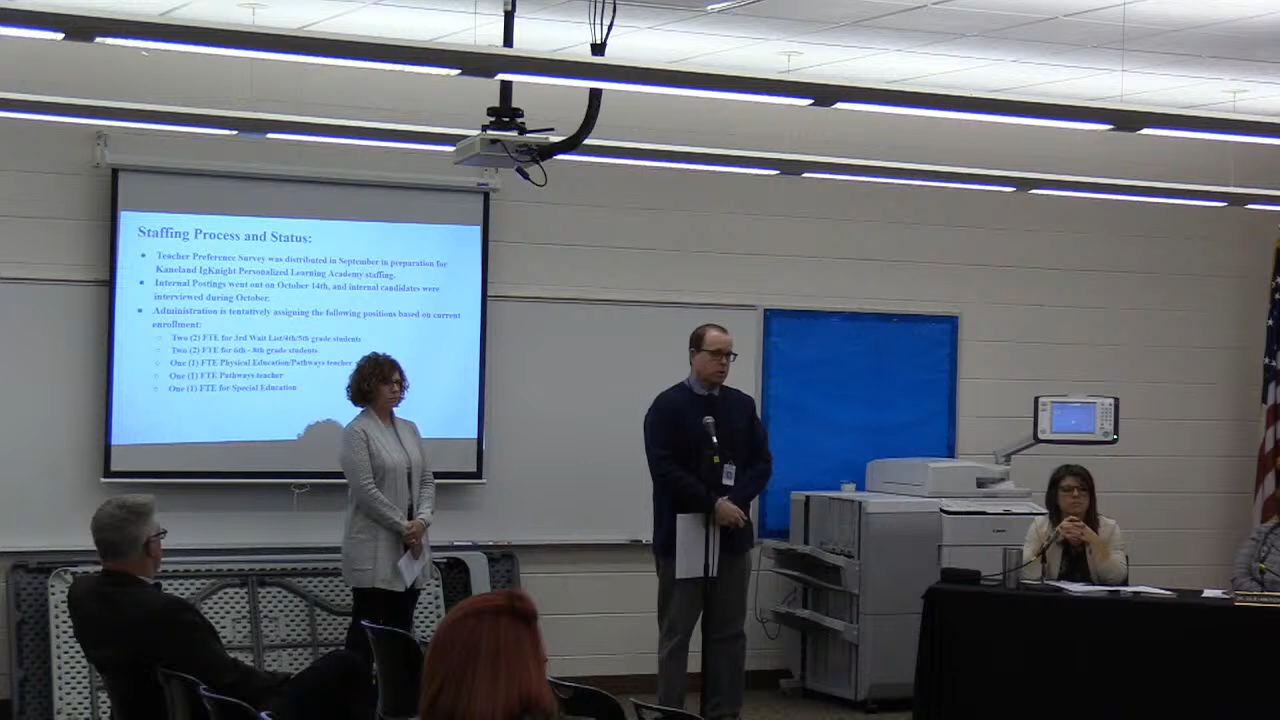 Staffing Process and Status:
● Teacher Preference Survey was distributed in September in preparation for
Kaneland IgKnight Personalized Learning Academy staffing.
● Internal Postings went out on October 14th, and internal candidates were
interviewed during October.
● Administration is tentatively assigning the following positions based on current
enrollment:
○ Two (2) FTE for 3rd Wait List/4th/5th grade students
○ Two (2) FTE for 6th - 8th grade students
○ One (1) FTE Physical Education/Pathways teacher
○ One (1) FTE Pathways teacher
○ One (1) FTE for Special Education
Canon